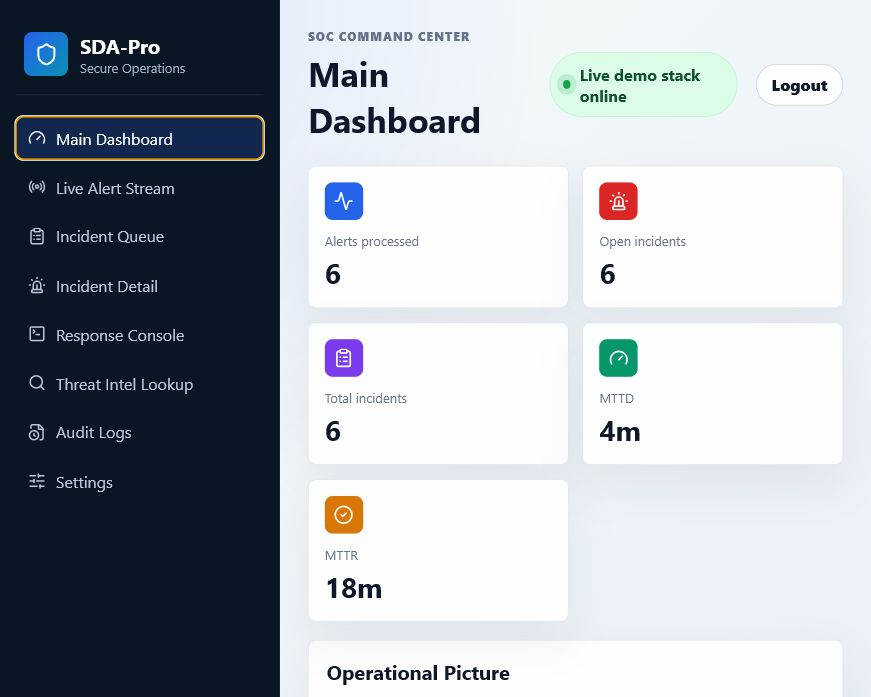 SDA-Pro
Secure Operations
Main Dashboard
Live Alert Stream
Incident Queue
Incident Detail
Response Console
Threat Intel Lookup
Audit Logs
Settings
SOC COMMAND CENTER
Main
Dashboard
Live demo stack
online
Logout
Alerts processed
6
Open incidents
6
Total incidents
6
MTTD
4m
MTTR
18m
Operational Picture